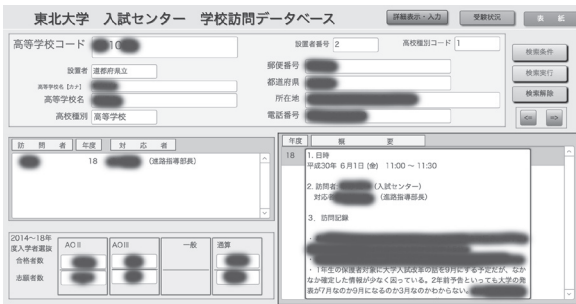 東北大学 入試センター 学校訪問データベース
詳細表示・入力 受験状況 表 紙
高等学校コード 10
設置者番号 2 高校種別コード 1
設置者 道都府県立
高等学校名 【カナ】
高等学校名
高校種別 高等学校
郵便番号
都道府県
所在地
電話番号
検索条件
検索実行
検索解除
⇦ ⇨
訪 問 者 年度 対 応 者
18 (進路指導部長)
年度 概 要
18 1. 日時
平成30年 6月1日 (金) 11:00 ~ 11:30
2. 訪問者 (入試センター)
対応 (進路指導部長)
3. 訪問記録
・1年生の保護者対象に大学入試改革の話を9月にする予定だが、なか
なか確定した情報が少なく困っている。2年前予告といっても大学の発
表が7月なのか9月になるのか3月なのかわからない。
2014~18年
度入学者選抜
AOII AOIII 一般 通算
合格者数
志願者数